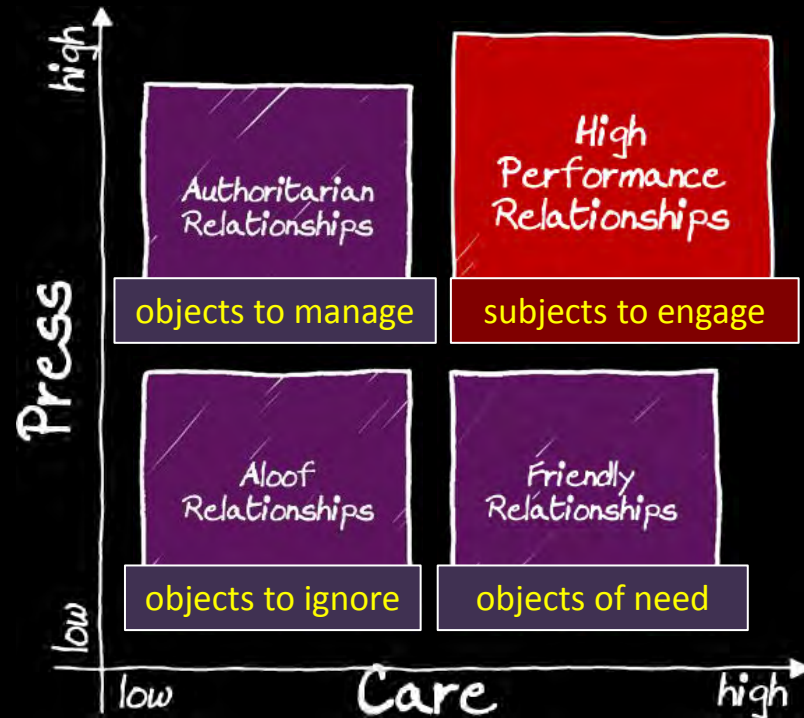 high
Press
low
Authoritarian
Relationships
objects to manage
High
Performance
Relationships
subjects to engage
Aloof
Relationships
objects to ignore
Friendly
Relationships
objects of need
low
Care
high